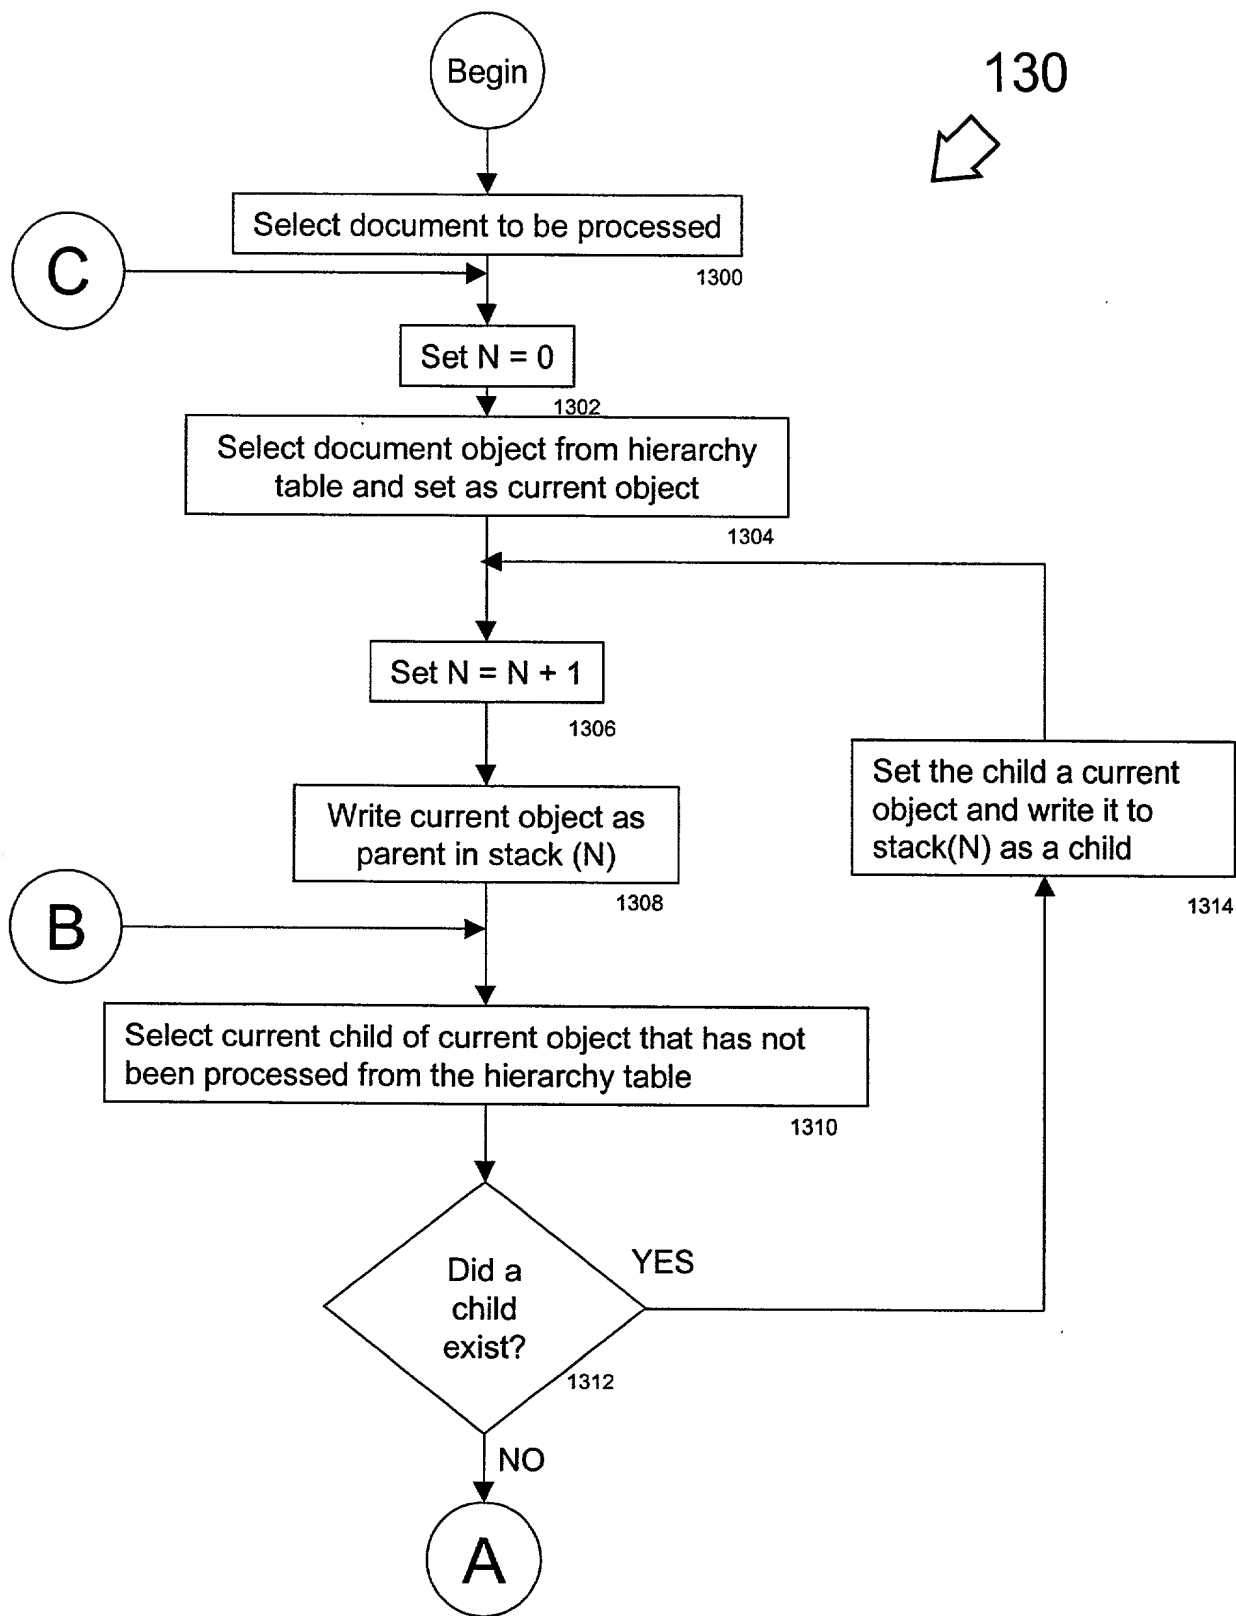 Begin
130
Select document to be processed
1300
C
Set N = 0
1302
Select document object from hierarchy
table and set as current object
1304
Set N = N + 1
1306
Write current object as
parent in stack (N)
1308
Set the child a current
object and write it to
stack(N) as a child
1314
B
Select current child of current object that has not
been processed from the hierarchy table
1310
Did a
child
exist?
YES
1312
NO
A